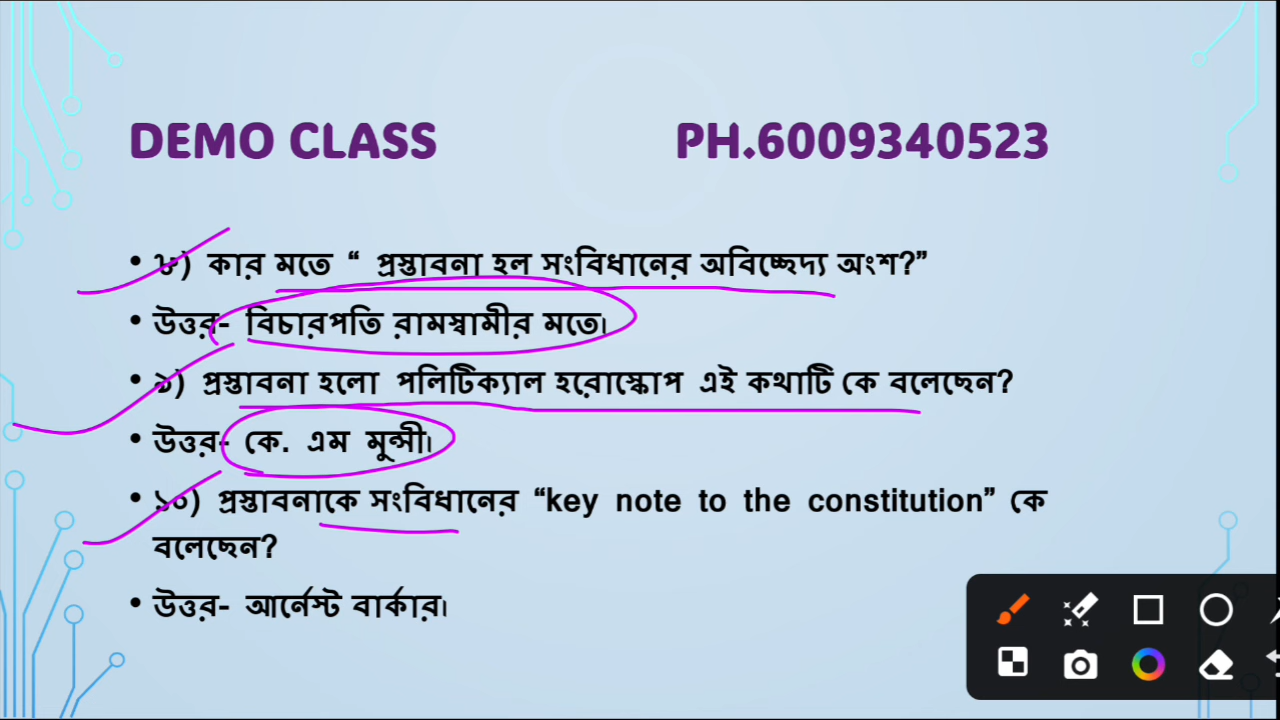 DEMO CLASS PH.6009340523
• ৮) কার মতে “ প্রস্তাবনা হল সংবিধানের অবিচ্ছেদ্য অংশ?”
• উত্তর- বিচারপতি রামস্বামীর মতে।
• ৯) প্রস্তাবনা হলো পলিটিক্যাল হরোস্কোপ এই কথাটি কে বলেছেন?
• উত্তর- কে. এম মুন্সী।
• ১০) প্রস্তাবনাকে সংবিধানের “key note to the constitution” কে
বলেছেন?
• উত্তর- আর্নেস্ট বার্কার।